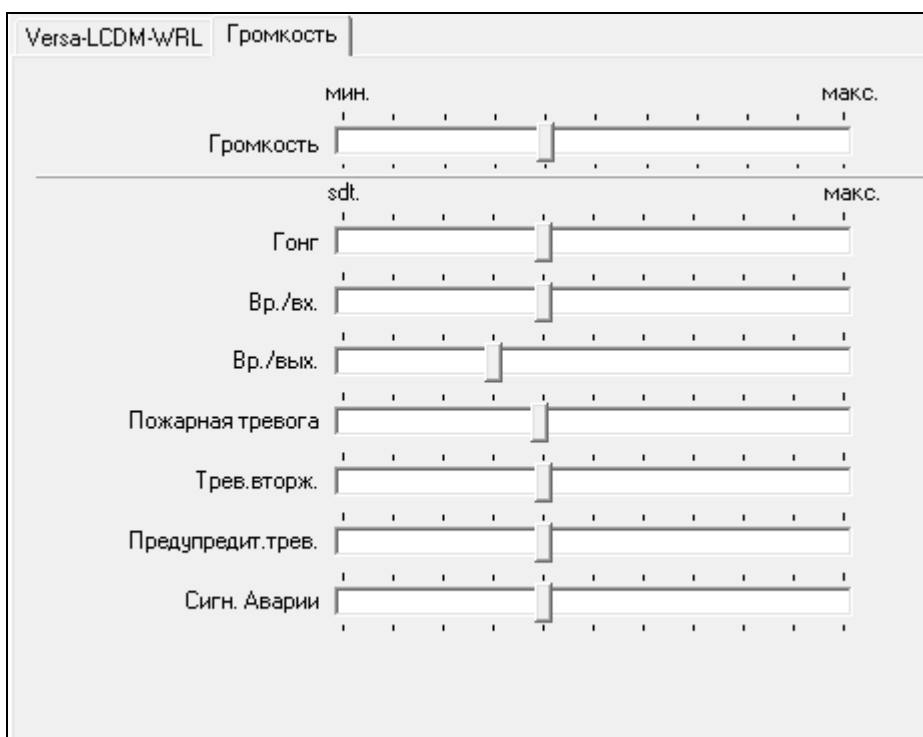 Versa-LCDM-WRL Громкость
мин. макс.
Громкость
sdt. макс.
Гонг
Вр./вх.
Вр./вых.
Пожарная тревога
Трев.вторж.
Предупредит.трев.
Сигн. Аварии